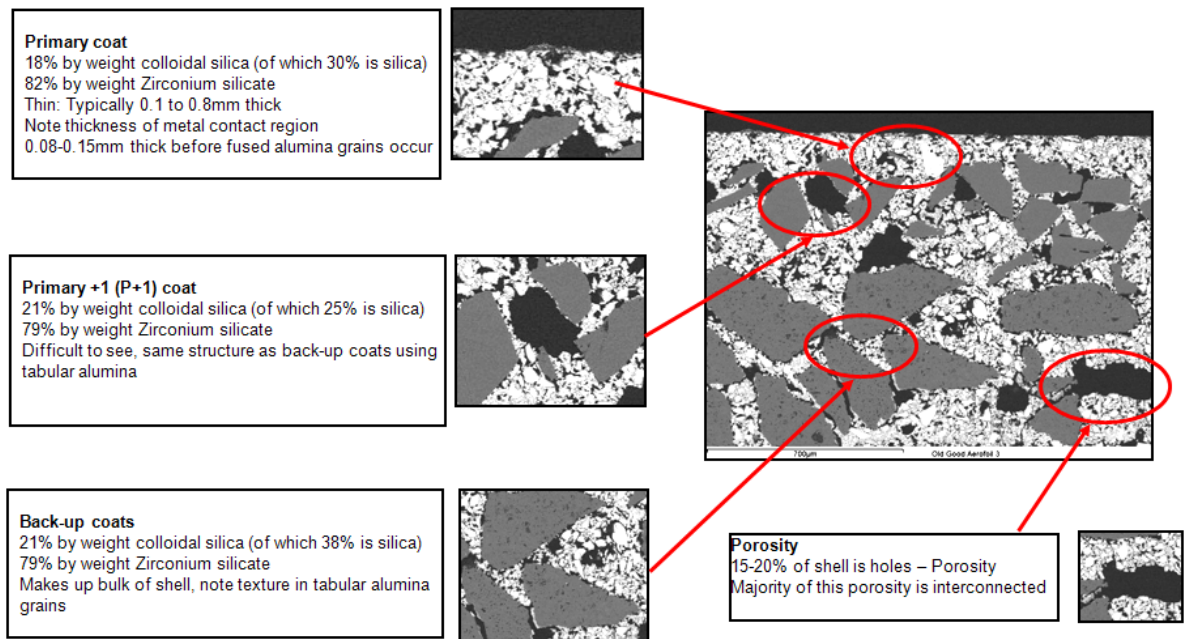 Primary coat
18% by weight colloidal silica (of which 30% is silica)
82% by weight Zirconium silicate
Thin: Typically 0.1 to 0.8mm thick
Note thickness of metal contact region
0.08-0.15mm thick before fused alumina grains occur
Primary +1 (P+1) coat
21% by weight colloidal silica (of which 25% is silica)
79% by weight Zirconium silicate
Difficult to see, same structure as back-up coats using
tabular alumina
Back-up coats
21% by weight colloidal silica (of which 38% is silica)
79% by weight Zirconium silicate
Makes up bulk of shell, note texture in tabular alumina
grains
700µm
Old Good Aerofoil 3
Porosity
15-20% of shell is holes – Porosity
Majority of this porosity is interconnected